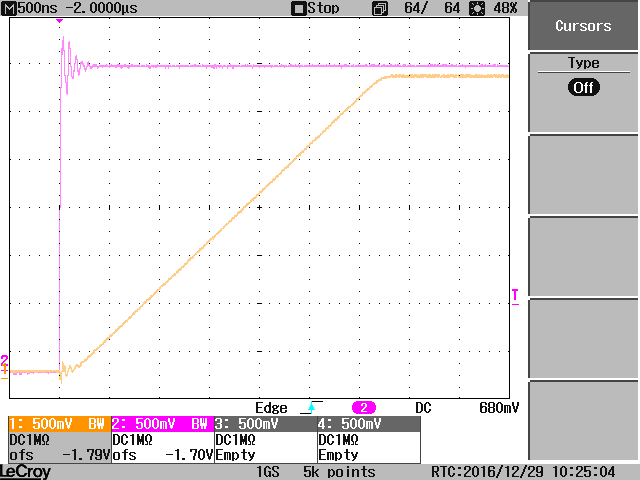 M 500ns -2.0000µs Stop 64/ 64 48%
Cursors
Type
Off
T
2
1
Edge 2 DC 680mV
1: 500mV BW 2: 500mV BW 3: 500mV 4: 500mV
DC1MΩ DC1MΩ DC1MΩ DC1MΩ
ofs -1.79V ofs -1.70V Empty Empty
LeCroy 1GS 5k points RTC:2016/12/29 10:25:04